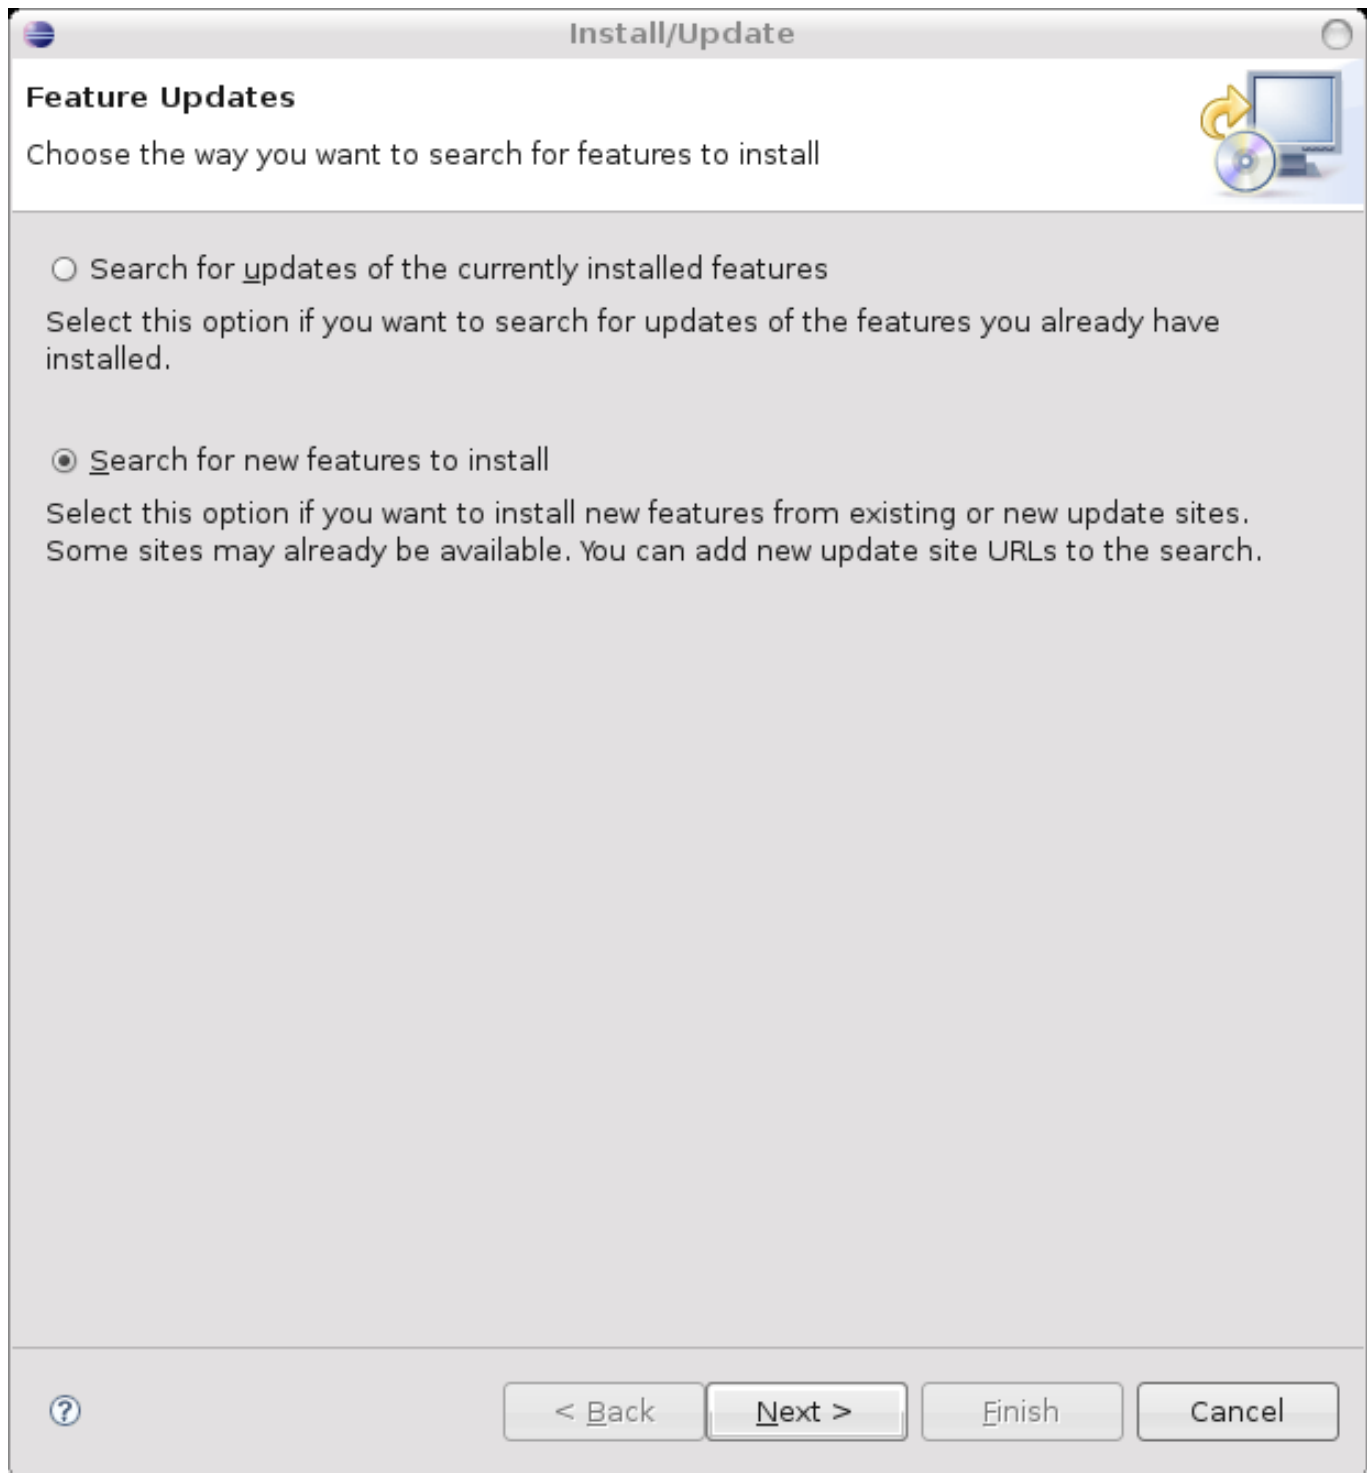 Install/Update
Feature Updates
Choose the way you want to search for features to install
Search for updates of the currently installed features
Select this option if you want to search for updates of the features you already have
installed.
Search for new features to install
Select this option if you want to install new features from existing or new update sites.
Some sites may already be available. You can add new update site URLs to the search.
?
< Back
Next >
Finish
Cancel